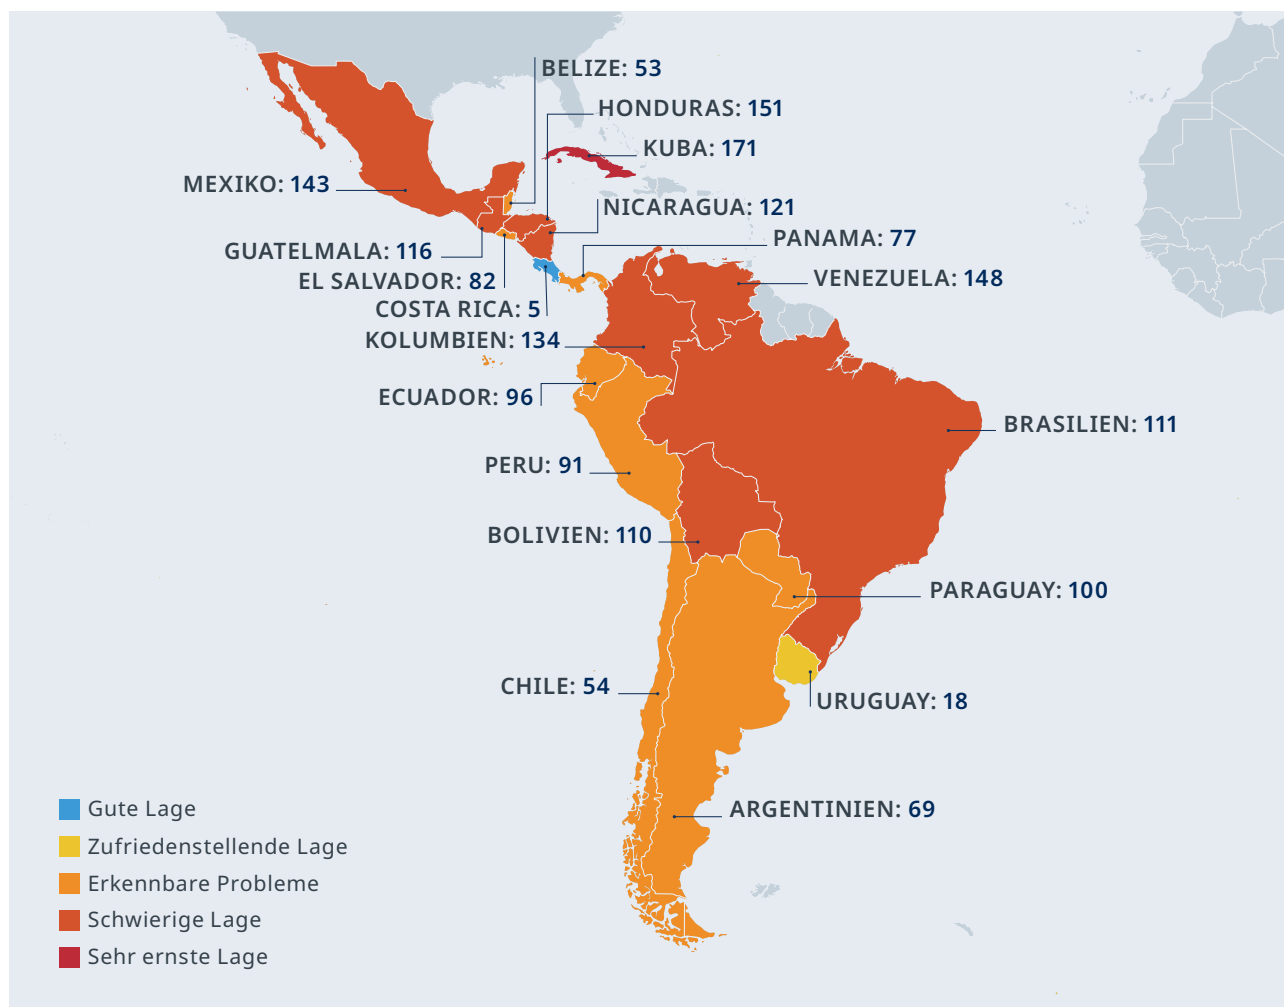 BELIZE: 53
HONDURAS: 151
KUBA: 171
MEXIKO: 143
NICARAGUA: 121
PANAMA: 77
GUATELMALA: 116
VENEZUELA: 148
EL SALVADOR: 82
COSTA RICA: 5
KOLUMBIEN: 134
ECUADOR: 96
BRASILIEN: 111
PERU: 91
BOLIVIEN: 110
PARAGUAY: 100
CHILE: 54
URUGUAY: 18
ARGENTINIEN: 69
Gute Lage
Zufriedenstellende Lage
Erkennbare Probleme
Schwierige Lage
Sehr ernste Lage